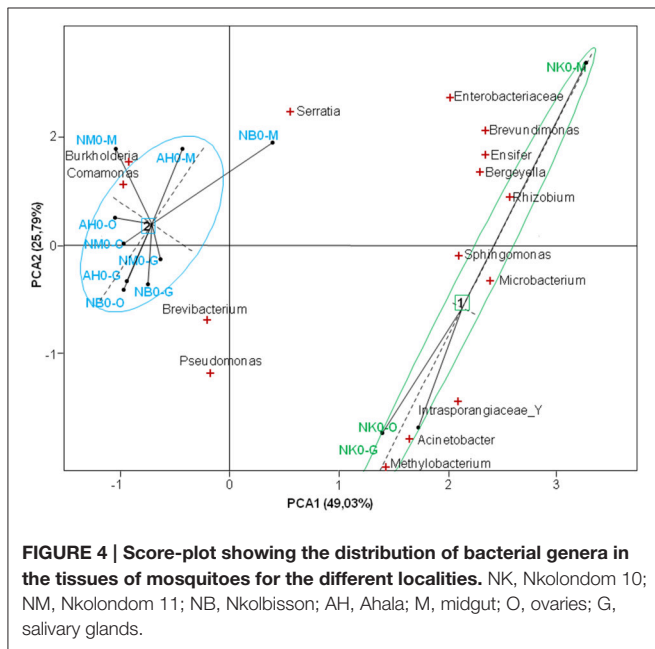 NK0-M
Enterobacteriaceae
Serratia
NM0-M
NB0-M
Brevundimonas
2
Burkholderia
AH0-M
Ensifer
Comamonas
Bergeyella
Rhizobium
AH0-O
2
NM0-O
Sphingomonas
0
NM0-G
PCA2 (25,79%)
AH0-G
Microbacterium
NB0-O
NB0-G
1
Brevibacterium
-1
Pseudomonas
Intrasporangiaceae_Y
NK0-O
NK0-G
Acinetobacter
Methylobacterium
-1
0
1
2
3
PCA1 (49,03%)
FIGURE 4 | Score-plot showing the distribution of bacterial genera in
the tissues of mosquitoes for the different localities. NK, Nkolondom 10;
NM, Nkolondom 11; NB, Nkolbisson; AH, Ahala; M, midgut; O, ovaries; G,
salivary glands.